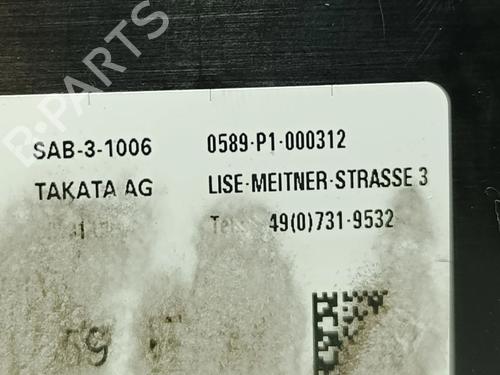 B-PARTS
SAB-3-1006 0589-P1-000312
TAKATA AG LISE-MEITNER-STRASSE 3
49(0)731-9532